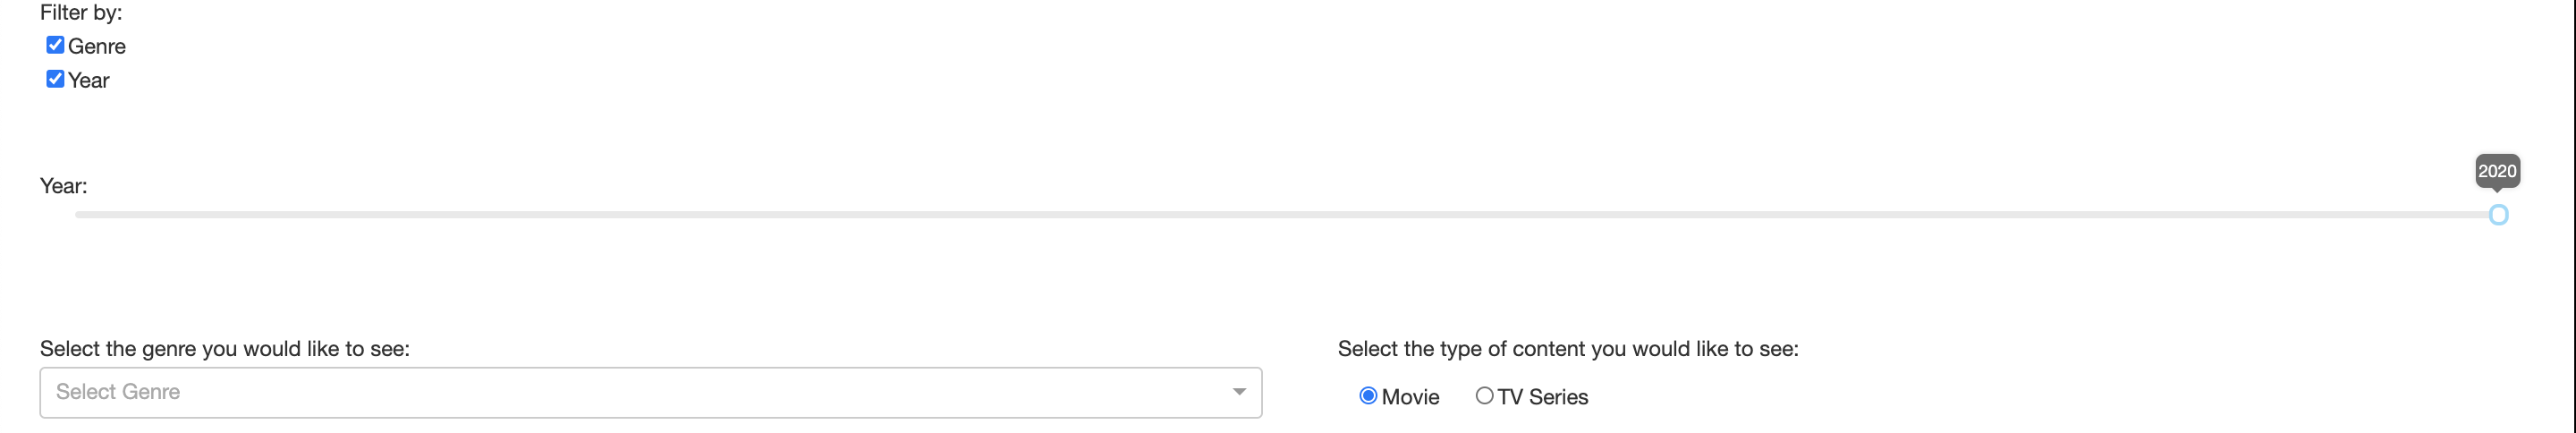 Filter by:
Genre
Year
2020
Year:
Select the genre you would like to see:
Select Genre
Select the type of content you would like to see:
Movie TV Series